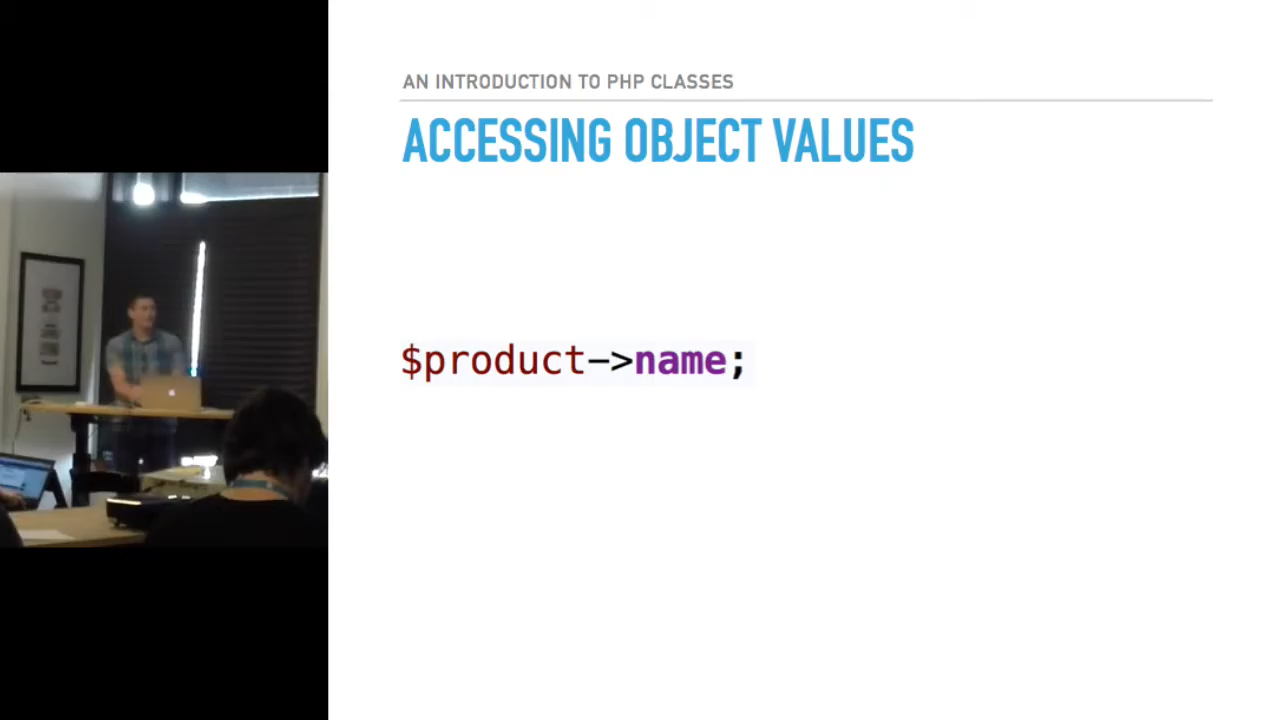 AN INTRODUCTION TO PHP CLASSES
ACCESSING OBJECT VALUES
$product->name;